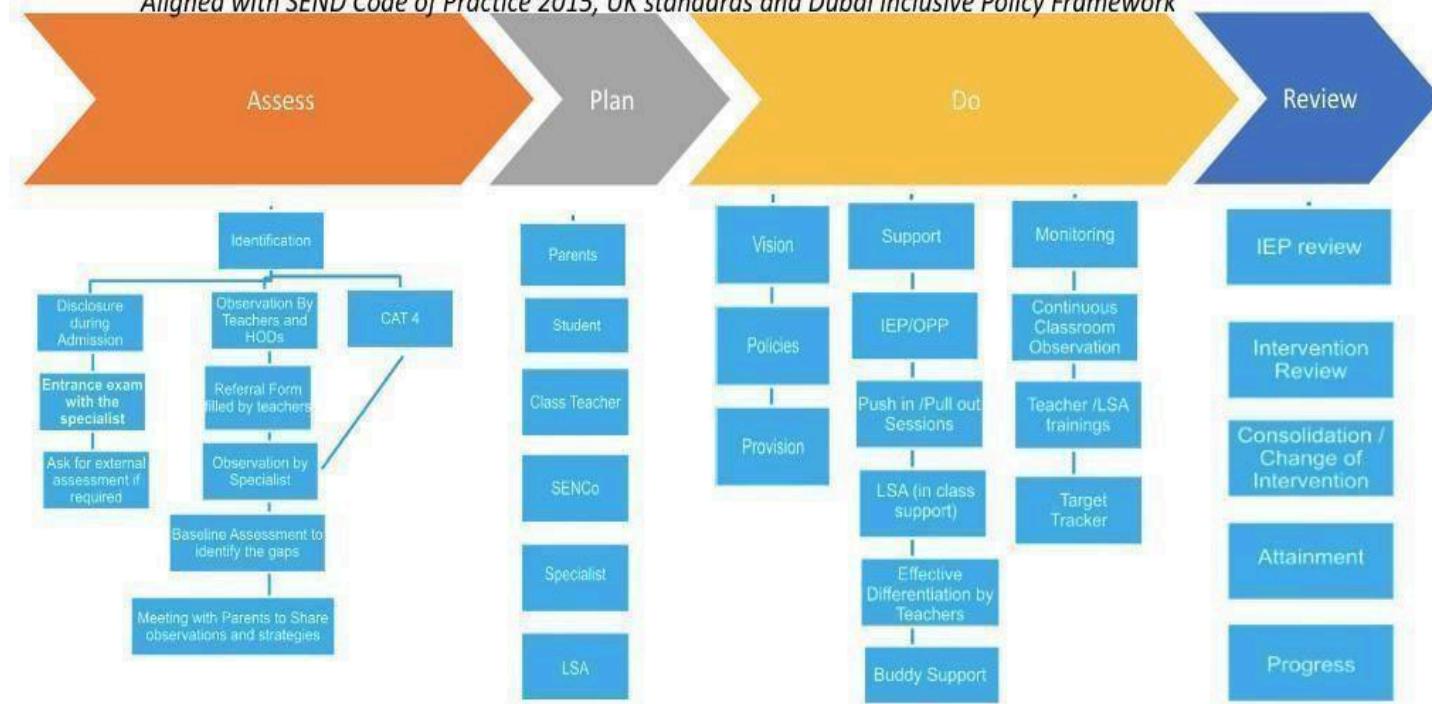 Aligned with SEND Code of Practice 2015, UK standards and Dubai Inclusive Policy Framework
Assess
Plan
Do
Review
Identification
Disclosure
during
Admission
Entrance exam
with the
specialist
Ask for external
assessment if
required
Observation By
Teachers and
HODs
Referral Form
filled by teachers
Observation by
Specialist
Baseline Assessment to
identify the gaps
Meeting with Parents to Share
observations and strategies
CAT 4
Parents
Student
Class Teacher
SENCo
Specialist
LSA
Vision
Policies
Provision
Support
IEP/OPP
Push in /Pull out
Sessions
LSA (in class
support)
Effective
Differentiation by
Teachers
Buddy Support
Monitoring
Continuous
Classroom
Observation
Teacher /LSA
trainings
Target
Tracker
IEP review
Intervention
Review
Consolidation /
Change of
Intervention
Attainment
Progress